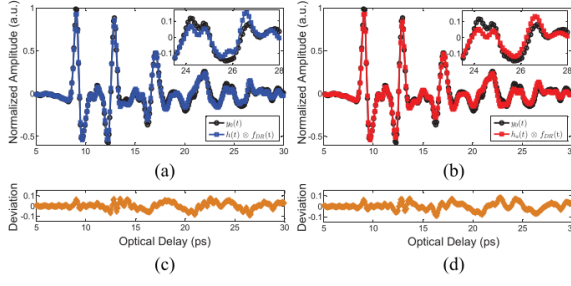 Normalized Amplitude (a.u.)
1
0.5
0
-0.5
5 10 15 20 25 30
0.1
0
-0.1
24 26 28
y₀(t)
h(t) ⊗ f_DR(t)
(a)
Normalized Amplitude (a.u.)
1
0.5
0
-0.5
5 10 15 20 25 30
0.1
0
-0.1
24 26 28
y₀(t)
hₐ(t) ⊗ f_DR(t)
(b)
Deviation
0.1
0
-0.1
5 10 15 20 25 30
Optical Delay (ps)
(c)
Deviation
0.1
0
-0.1
5 10 15 20 25 30
Optical Delay (ps)
(d)